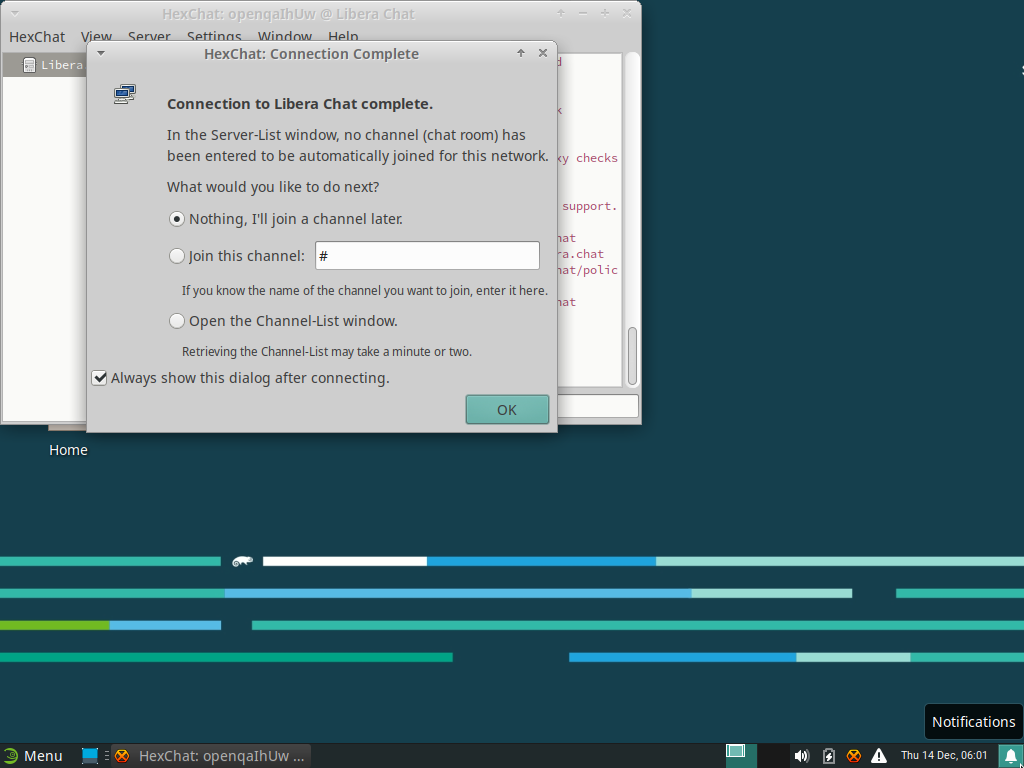 HexChat: openqaIhUw @ Libera Chat
HexChat View Server Settings Window Help
Libera
HexChat: Connection Complete
Connection to Libera Chat complete.
In the Server-List window, no channel (chat room) has
been entered to be automatically joined for this network.
What would you like to do next?
Nothing, I'll join a channel later.
Join this channel: #
If you know the name of the channel you want to join, enter it here.
Open the Channel-List window.
Retrieving the Channel-List may take a minute or two.
Always show this dialog after connecting.
OK
checks
support.
ra.chat
hat/polic
Home
Notifications
Menu HexChat: openqaIhUw ... Thu 14 Dec, 06:01